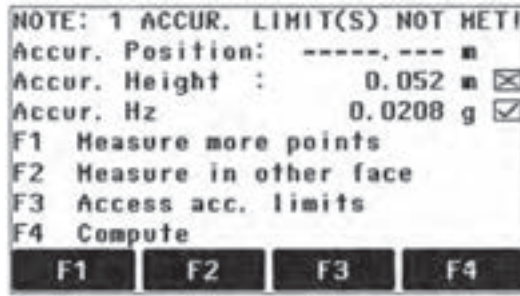 NOTE: 1 ACCUR. LIMIT(S) NOT MET!
Accur. Position: -----.--- m
Accur. Height : 0.052 m ☒
Accur. Hz 0.0208 g ☑
F1 Measure more points
F2 Measure in other face
F3 Access acc. limits
F4 Compute
F1 F2 F3 F4